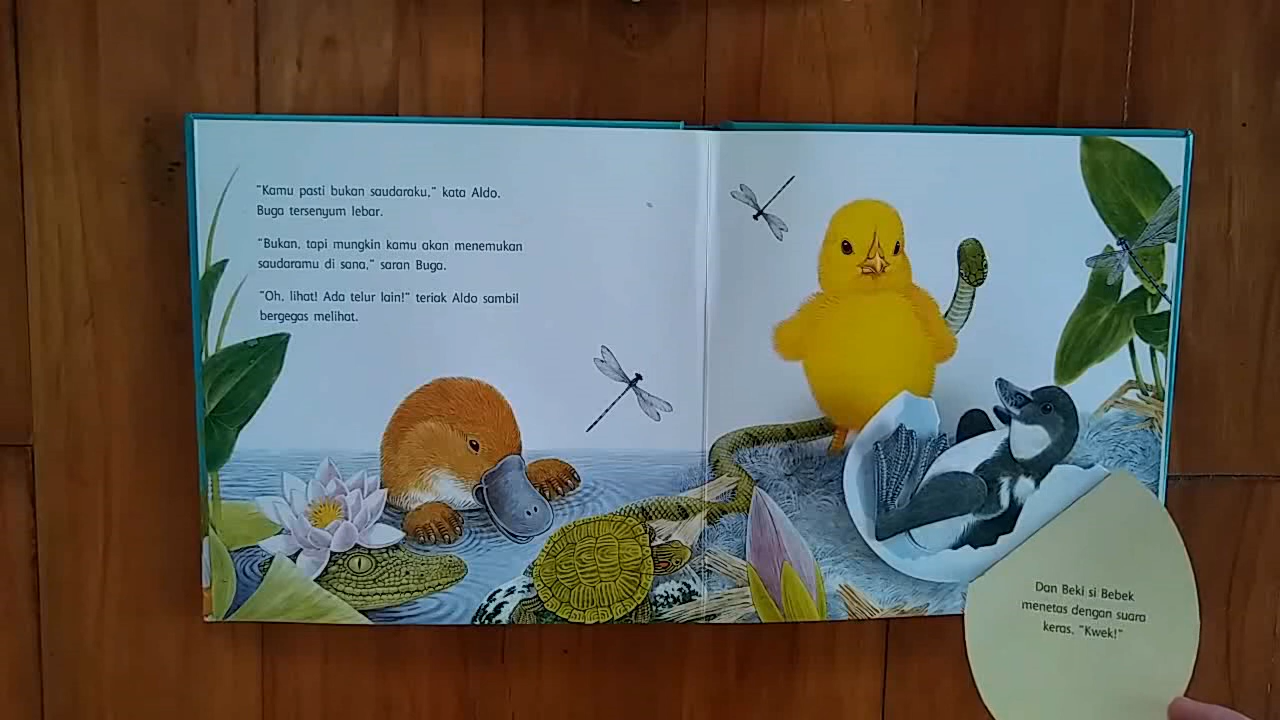 "Kamu pasti bukan saudaraku," kata Aldo.
Buga tersenyum lebar.
"Bukan, tapi mungkin kamu akan menemukan
saudaramu di sana," saran Buga.
"Oh, lihat! Ada telur lain!" teriak Aldo sambil
bergegas melihat.
Dan Beki si Bebek
menetas dengan suara
keras, "Kwek!"